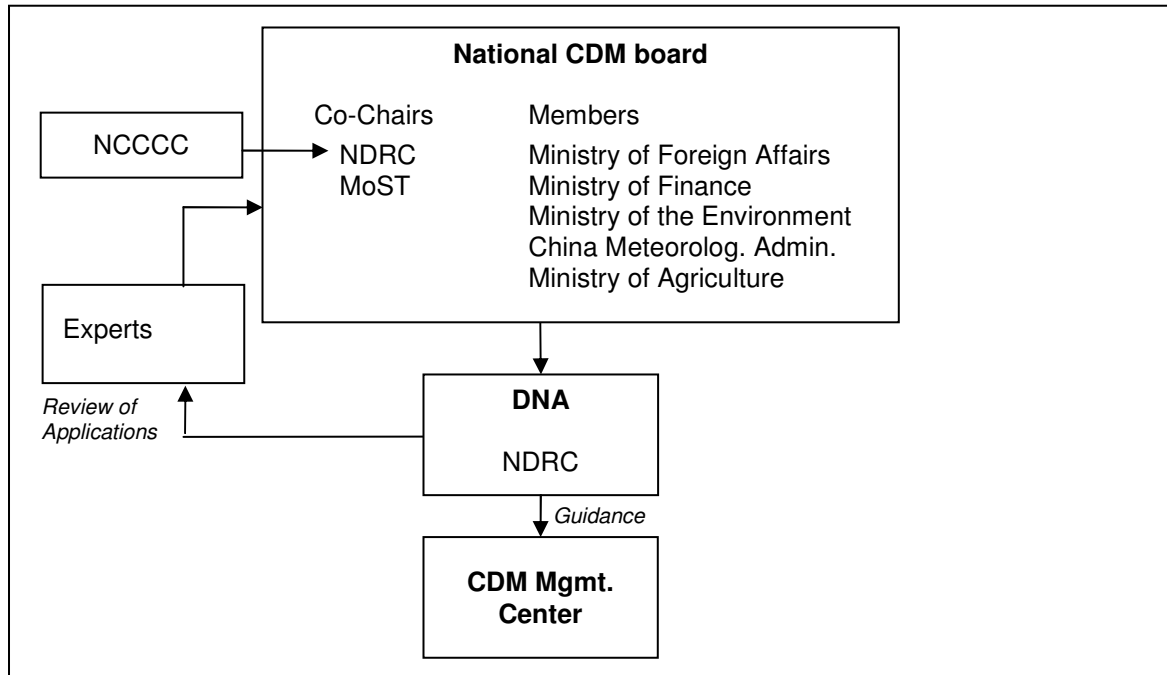 National CDM board
Co-Chairs
NDRC
MoST
Members
Ministry of Foreign Affairs
Ministry of Finance
Ministry of the Environment
China Meteorolog. Admin.
Ministry of Agriculture
NCCCC
Experts
Review of
Applications
DNA
NDRC
Guidance
CDM Mgmt.
Center